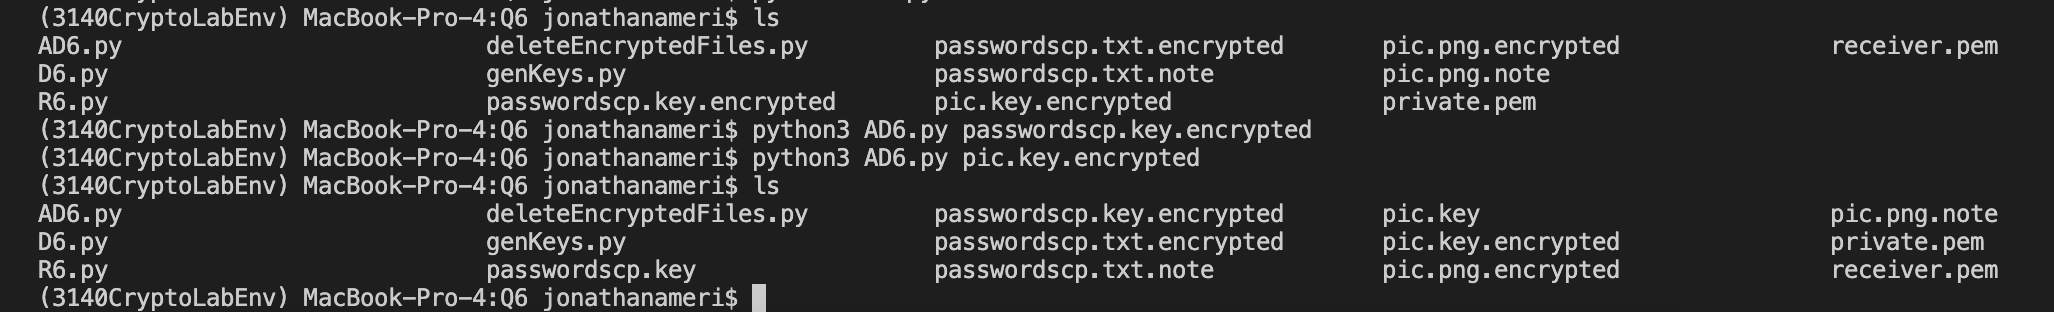 (3140CryptoLabEnv) MacBook-Pro-4:Q6 jonathanameri$ ls
AD6.py deleteEncryptedFiles.py passwordscp.txt.encrypted pic.png.encrypted receiver.pem
D6.py genKeys.py passwordscp.txt.note pic.png.note
R6.py passwordscp.key.encrypted pic.key.encrypted private.pem
(3140CryptoLabEnv) MacBook-Pro-4:Q6 jonathanameri$ python3 AD6.py passwordscp.key.encrypted
(3140CryptoLabEnv) MacBook-Pro-4:Q6 jonathanameri$ python3 AD6.py pic.key.encrypted
(3140CryptoLabEnv) MacBook-Pro-4:Q6 jonathanameri$ ls
AD6.py deleteEncryptedFiles.py passwordscp.key.encrypted pic.key pic.png.note
D6.py genKeys.py passwordscp.txt.encrypted pic.key.encrypted private.pem
R6.py passwordscp.key passwordscp.txt.note pic.png.encrypted receiver.pem
(3140CryptoLabEnv) MacBook-Pro-4:Q6 jonathanameri$